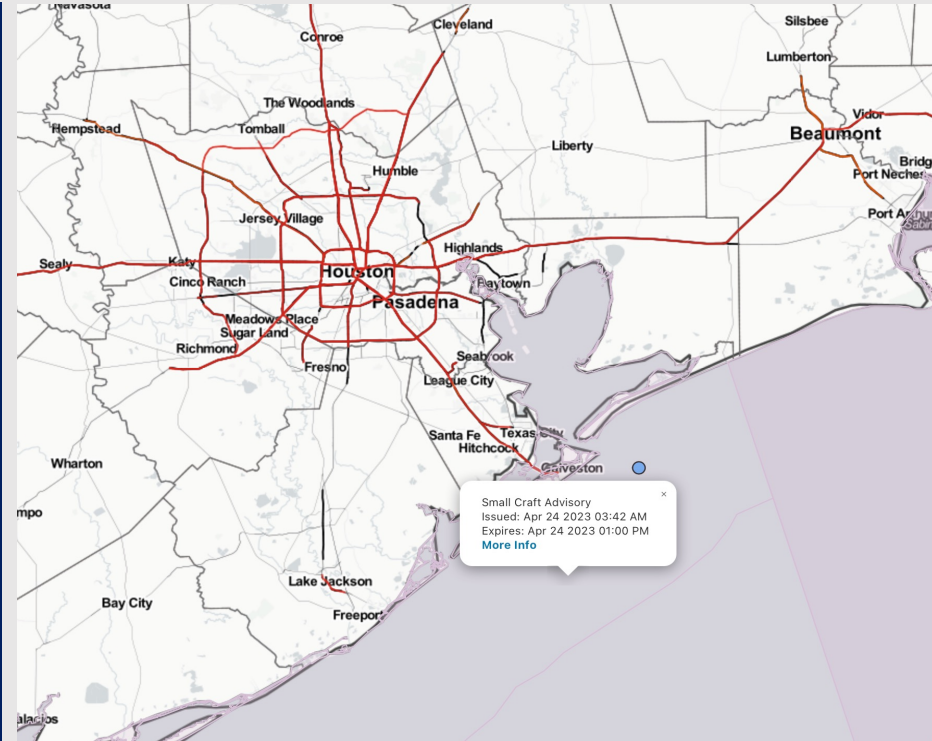 Navasota
Cleveland
Silsbee
Conroe
Lumberton
The Woodlands
Vidor
Hempstead
Tomball
Beaumont
Liberty
Bridg
Humble
Port Neches
Jersey Village
Port Arthur
Sabin
Highlands
Sealy
Katy
Houston
Cinco Ranch
Baytown
Pasadena
Meadows Place
Sugar Land
Richmond
Seabrook
Fresno
League City
Santa Fe
Texas City
Hitchcock
Wharton
Galveston
×
Small Craft Advisory
Issued: Apr 24 2023 03:42 AM
Expires: Apr 24 2023 01:00 PM
More Info
mpo
Lake Jackson
Bay City
Freeport
alacios